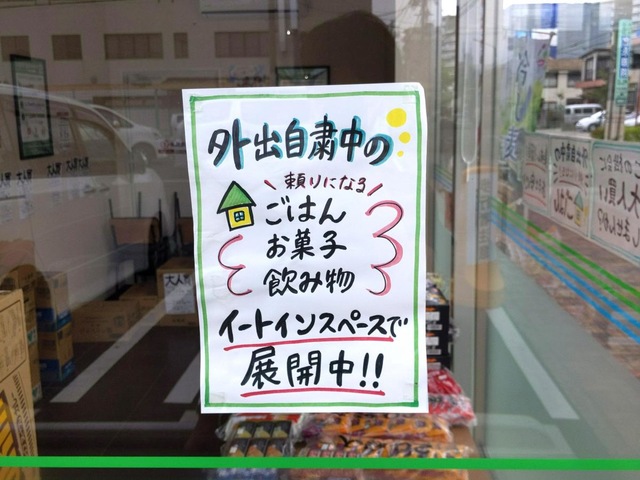 外出自粛中の
頼りになる
ごはん
お菓子
飲み物
イートインスペースで
展開中!!